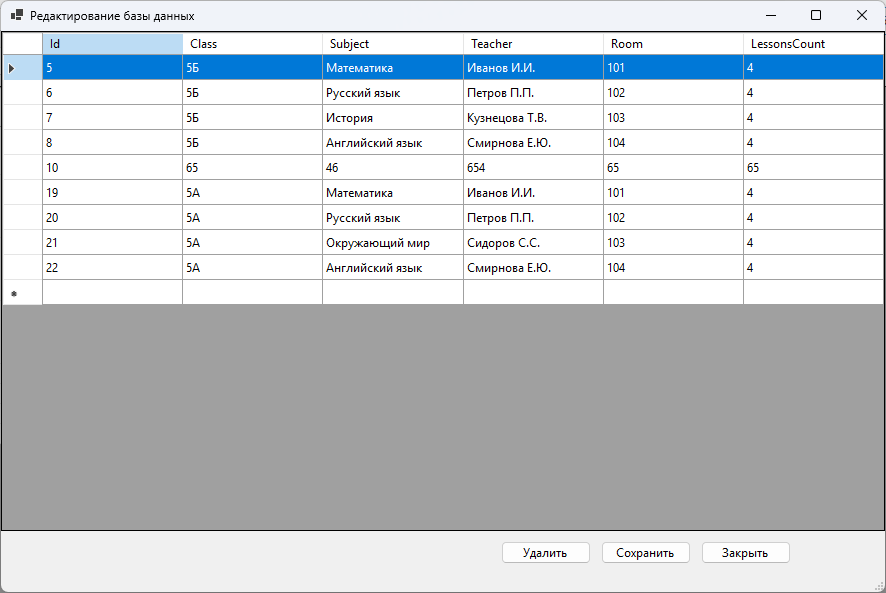 Редактирование базы данных
Id Class Subject Teacher Room LessonsCount
5 5Б Математика Иванов И.И. 101 4
6 5Б Русский язык Петров П.П. 102 4
7 5Б История Кузнецова Т.В. 103 4
8 5Б Английский язык Смирнова Е.Ю. 104 4
10 65 46 654 65 65
19 5А Математика Иванов И.И. 101 4
20 5А Русский язык Петров П.П. 102 4
21 5А Окружающий мир Сидоров С.С. 103 4
22 5А Английский язык Смирнова Е.Ю. 104 4
Удалить Сохранить Закрыть